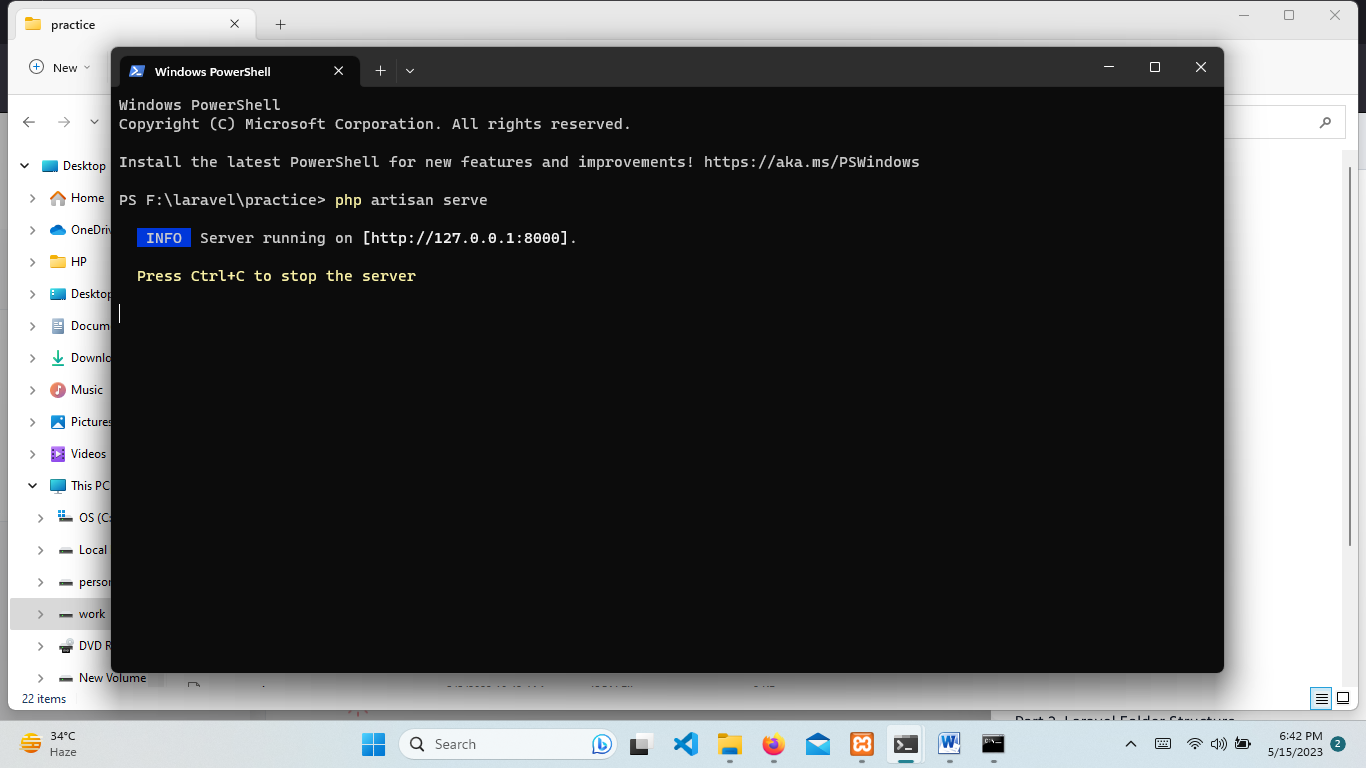 practice
New
Windows PowerShell
Windows PowerShell
Copyright (C) Microsoft Corporation. All rights reserved.
Install the latest PowerShell for new features and improvements! https://aka.ms/PSWindows
PS F:\laravel\practice> php artisan serve
INFO Server running on [http://127.0.0.1:8000].
Press Ctrl+C to stop the server
Desktop
Home
OneDriv
HP
Desktop
Docum
Downlo
Music
Pictures
Videos
This PC
OS (C:
Local
person
work
DVD R
New Volume
22 items
Part 2. Laravel Folder Structure
34°C
Haze
Search
6:42 PM
5/15/2023
2